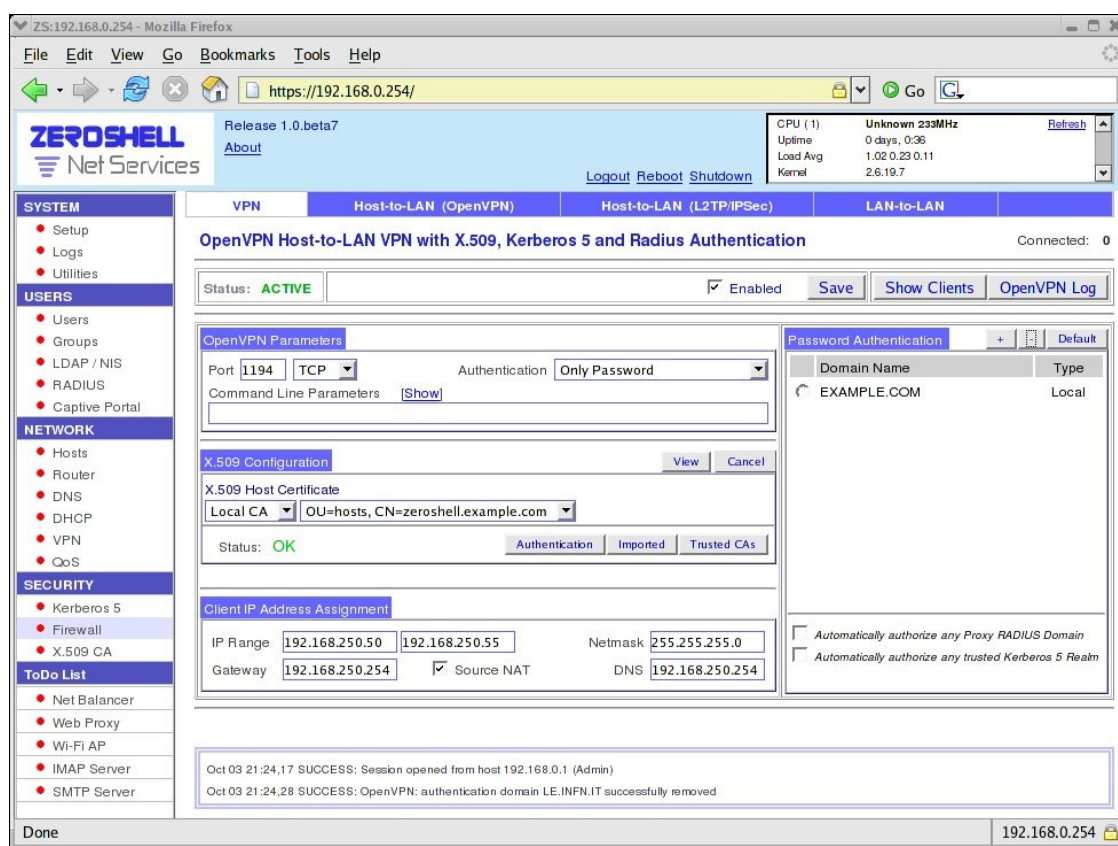 ZS:192.168.0.254 - Mozilla Firefox
File Edit View Go Bookmarks Tools Help
https://192.168.0.254/ Go G
ZEROSHELL
Net Services
Release 1.0.beta7
About
Logout Reboot Shutdown
CPU (1) Unknown 233MHz Refresh
Uptime 0 days, 0:36
Load Avg 1.02 0.23 0.11
Kernel 2.6.19.7
SYSTEM
Setup
Logs
Utilities
USERS
Users
Groups
LDAP / NIS
RADIUS
Captive Portal
NETWORK
Hosts
Router
DNS
DHCP
VPN
QoS
SECURITY
Kerberos 5
Firewall
X.509 CA
ToDo List
Net Balancer
Web Proxy
Wi-Fi AP
IMAP Server
SMTP Server
VPN Host-to-LAN (OpenVPN) Host-to-LAN (L2TP/IPSec) LAN-to-LAN
OpenVPN Host-to-LAN VPN with X.509, Kerberos 5 and Radius Authentication Connected: 0
Status: ACTIVE Enabled Save Show Clients OpenVPN Log
OpenVPN Parameters
Port 1194 TCP Authentication Only Password
Command Line Parameters [Show]
X.509 Configuration View Cancel
X.509 Host Certificate
Local CA OU=hosts, CN=zeroshell.example.com
Status: OK Authentication Imported Trusted CAs
Client IP Address Assignment
IP Range 192.168.250.50 192.168.250.55 Netmask 255.255.255.0
Gateway 192.168.250.254 Source NAT DNS 192.168.250.254
Password Authentication + - Default
Domain Name Type
EXAMPLE.COM Local
Automatically authorize any Proxy RADIUS Domain
Automatically authorize any trusted Kerberos 5 Realm
Oct 03 21:24,17 SUCCESS: Session opened from host 192.168.0.1 (Admin)
Oct 03 21:24,28 SUCCESS: OpenVPN: authentication domain LE.INFN.IT successfully removed
Done 192.168.0.254